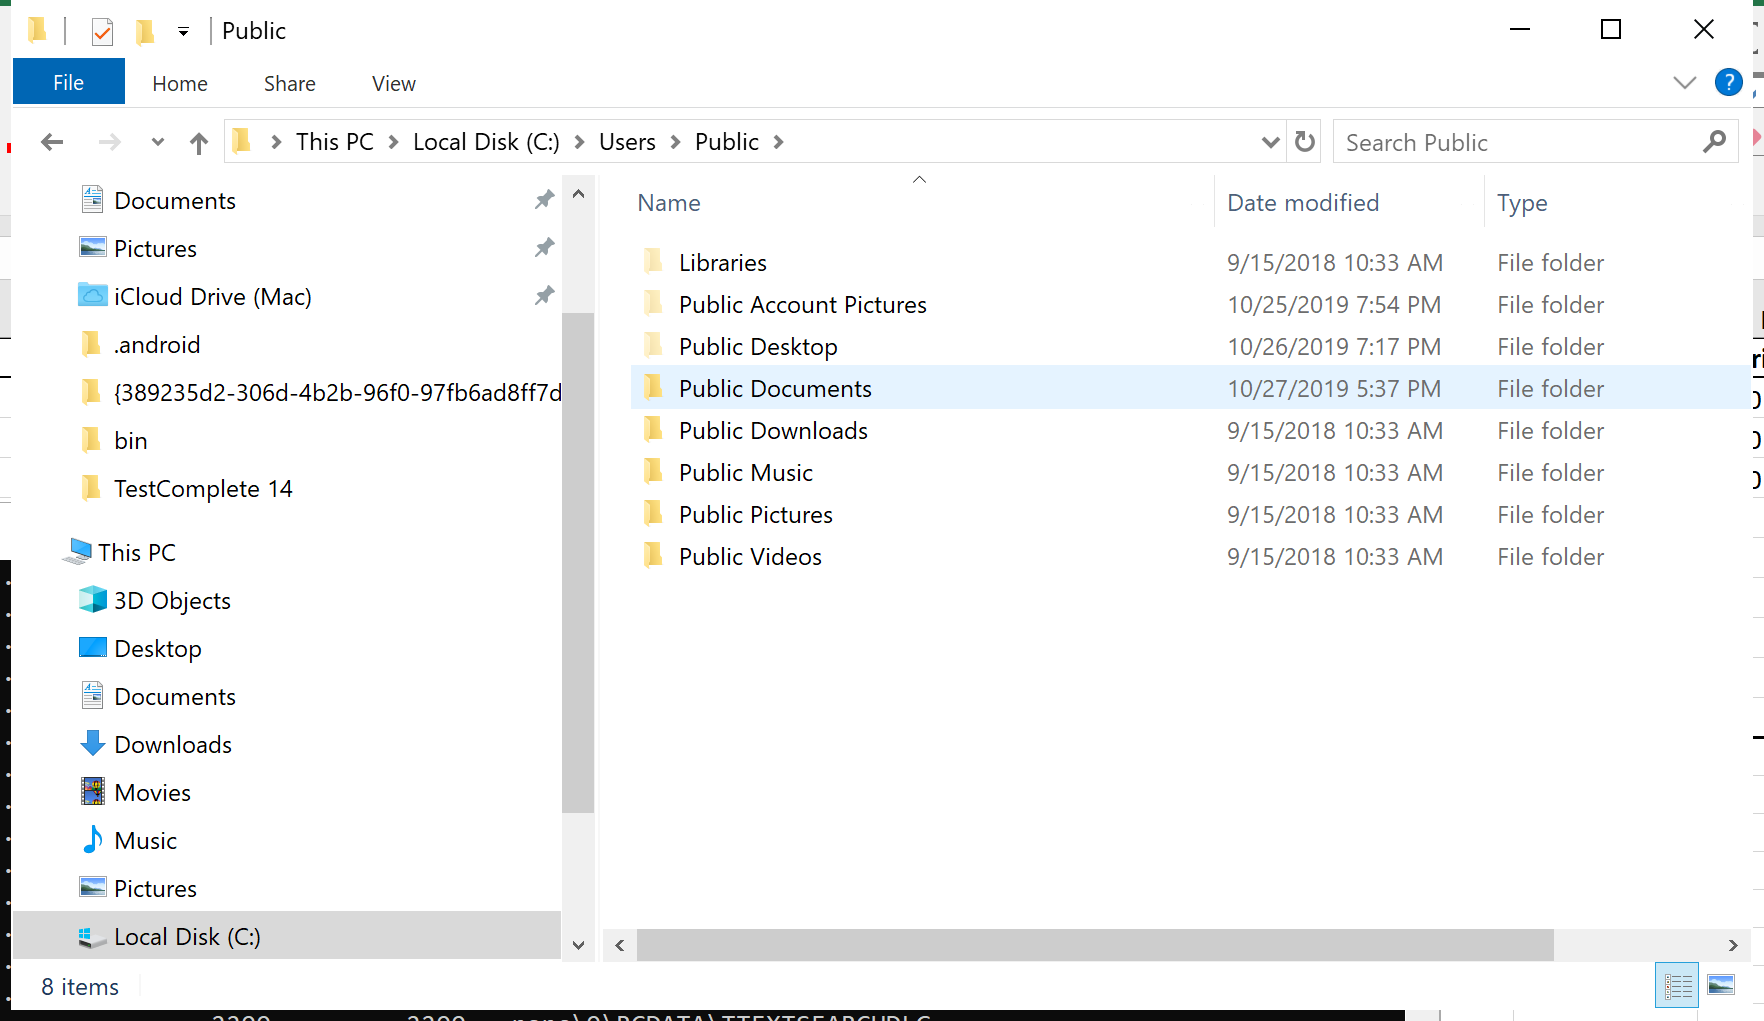 Public
File Home Share View
This PC Local Disk (C:) Users Public
Search Public
Documents
Pictures
iCloud Drive (Mac)
.android
{389235d2-306d-4b2b-96f0-97fb6ad8ff7d
bin
TestComplete 14
This PC
3D Objects
Desktop
Documents
Downloads
Movies
Music
Pictures
Local Disk (C:)
Name Date modified Type
Libraries 9/15/2018 10:33 AM File folder
Public Account Pictures 10/25/2019 7:54 PM File folder
Public Desktop 10/26/2019 7:17 PM File folder
Public Documents 10/27/2019 5:37 PM File folder
Public Downloads 9/15/2018 10:33 AM File folder
Public Music 9/15/2018 10:33 AM File folder
Public Pictures 9/15/2018 10:33 AM File folder
Public Videos 9/15/2018 10:33 AM File folder
8 items